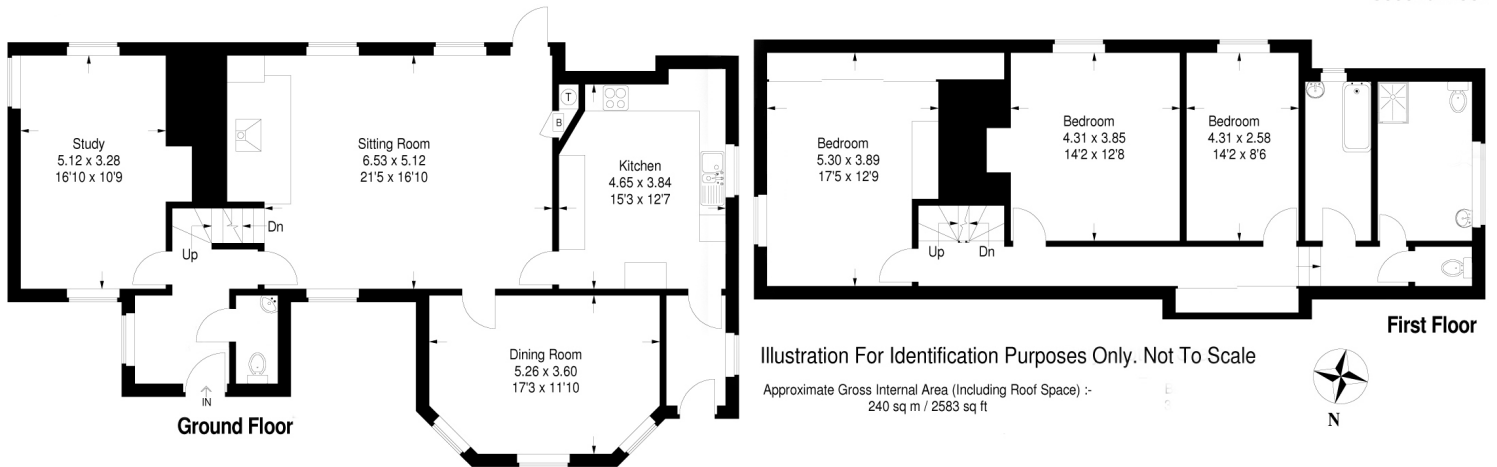 Study
5.12 x 3.28
16'10 x 10'9
Sitting Room
6.53 x 5.12
21'5 x 16'10
T
B
Kitchen
4.65 x 3.84
15'3 x 12'7
Dn
Up
Dining Room
5.26 x 3.60
17'3 x 11'10
IN
Ground Floor
Bedroom
5.30 x 3.89
17'5 x 12'9
Bedroom
4.31 x 3.85
14'2 x 12'8
Bedroom
4.31 x 2.58
14'2 x 8'6
Up
Dn
First Floor
Illustration For Identification Purposes Only. Not To Scale
Approximate Gross Internal Area (Including Roof Space) :-
240 sq m / 2583 sq ft
N